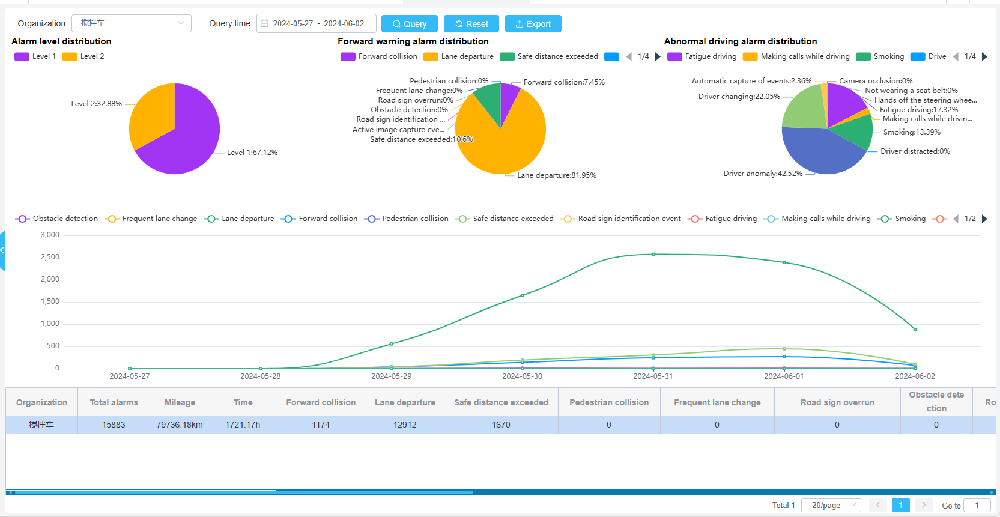 Organization 搅拌车 Query time 2024-05-27 - 2024-06-02 Query Reset Export
Alarm level distribution
Level 1 Level 2
Level 2:32.88%
Level 1:67.12%
Forward warning alarm distribution
Forward collision Lane departure Safe distance exceeded 1/4
Pedestrian collision:0%
Forward collision:7.45%
Frequent lane change:0%
Road sign overrun:0%
Obstacle detection:0%
Road sign identification ...
Active image capture eve...
Safe distance exceeded:10.6%
Lane departure:81.95%
Abnormal driving alarm distribution
Fatigue driving Making calls while driving Smoking Drive 1/4
Automatic capture of events:2.36%
Camera occlusion:0%
Not wearing a seat belt:0%
Driver changing:22.05%
Hands off the steering whee...
Fatigue driving:17.32%
Making calls while drivin...
Smoking:13.39%
Driver distracted:0%
Driver anomaly:42.52%
Obstacle detection Frequent lane change Lane departure Forward collision Pedestrian collision Safe distance exceeded Road sign identification event Fatigue driving Making calls while driving Smoking 1/2
3,000
2,500
2,000
1,500
1,000
500
0
2024-05-27 2024-05-28 2024-05-29 2024-05-30 2024-05-31 2024-06-01 2024-06-02
Organization Total alarms Mileage Time Forward collision Lane departure Safe distance exceeded Pedestrian collision Frequent lane change Road sign overrun Obstacle dete
ction Ro
搅拌车 15883 79736.18km 1721.17h 1174 12912 1670 0 0 0 0
Total 1 20/page 1 Go to 1